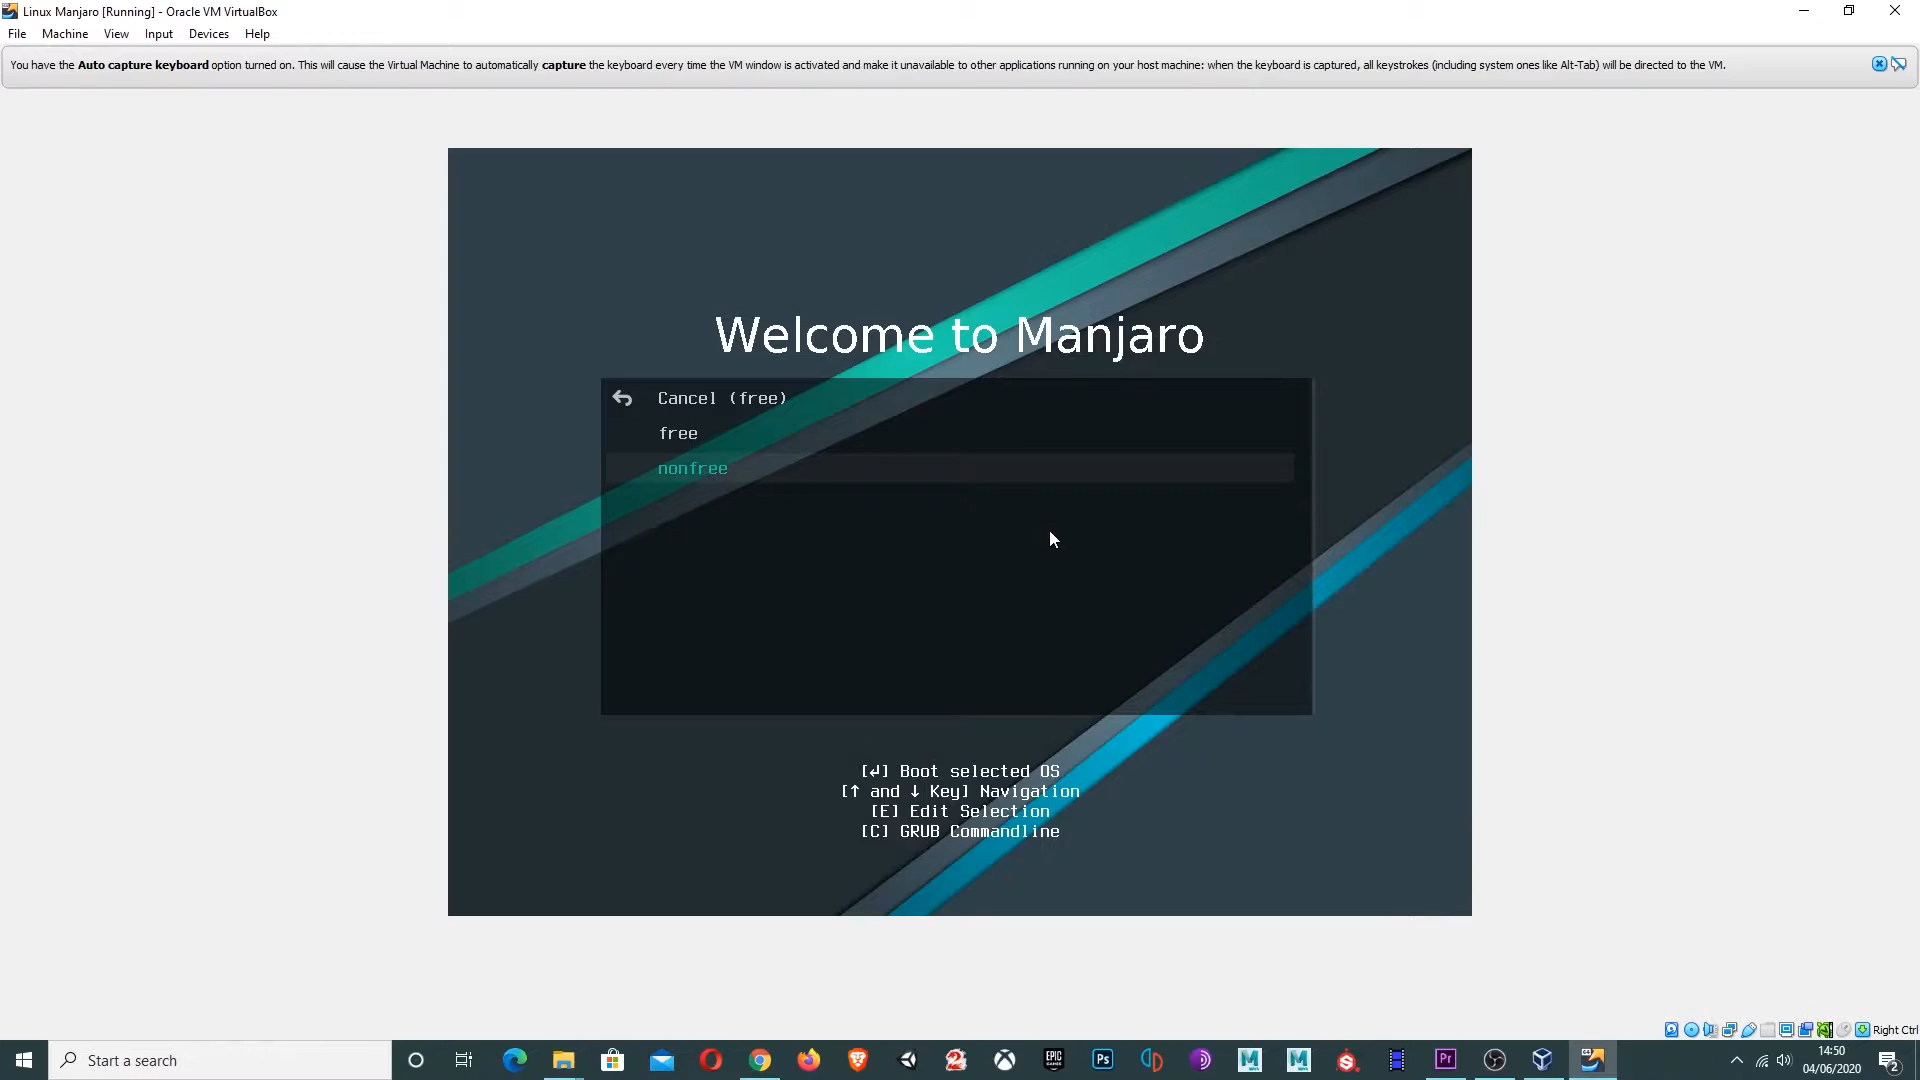 Linux Manjaro [Running] - Oracle VM VirtualBox
File Machine View Input Devices Help
You have the Auto capture keyboard option turned on. This will cause the Virtual Machine to automatically capture the keyboard every time the VM window is activated and make it unavailable to other applications running on your host machine: when the keyboard is captured, all keystrokes (including system ones like Alt-Tab) will be directed to the VM.
Welcome to Manjaro
Cancel (free)
free
nonfree
[↵] Boot selected OS
[↑ and ↓ Key] Navigation
[E] Edit Selection
[C] GRUB Commandline
Right Ctrl
Start a search
EPIC GAMES
Ps
Pr
14:50
04/06/2020
2